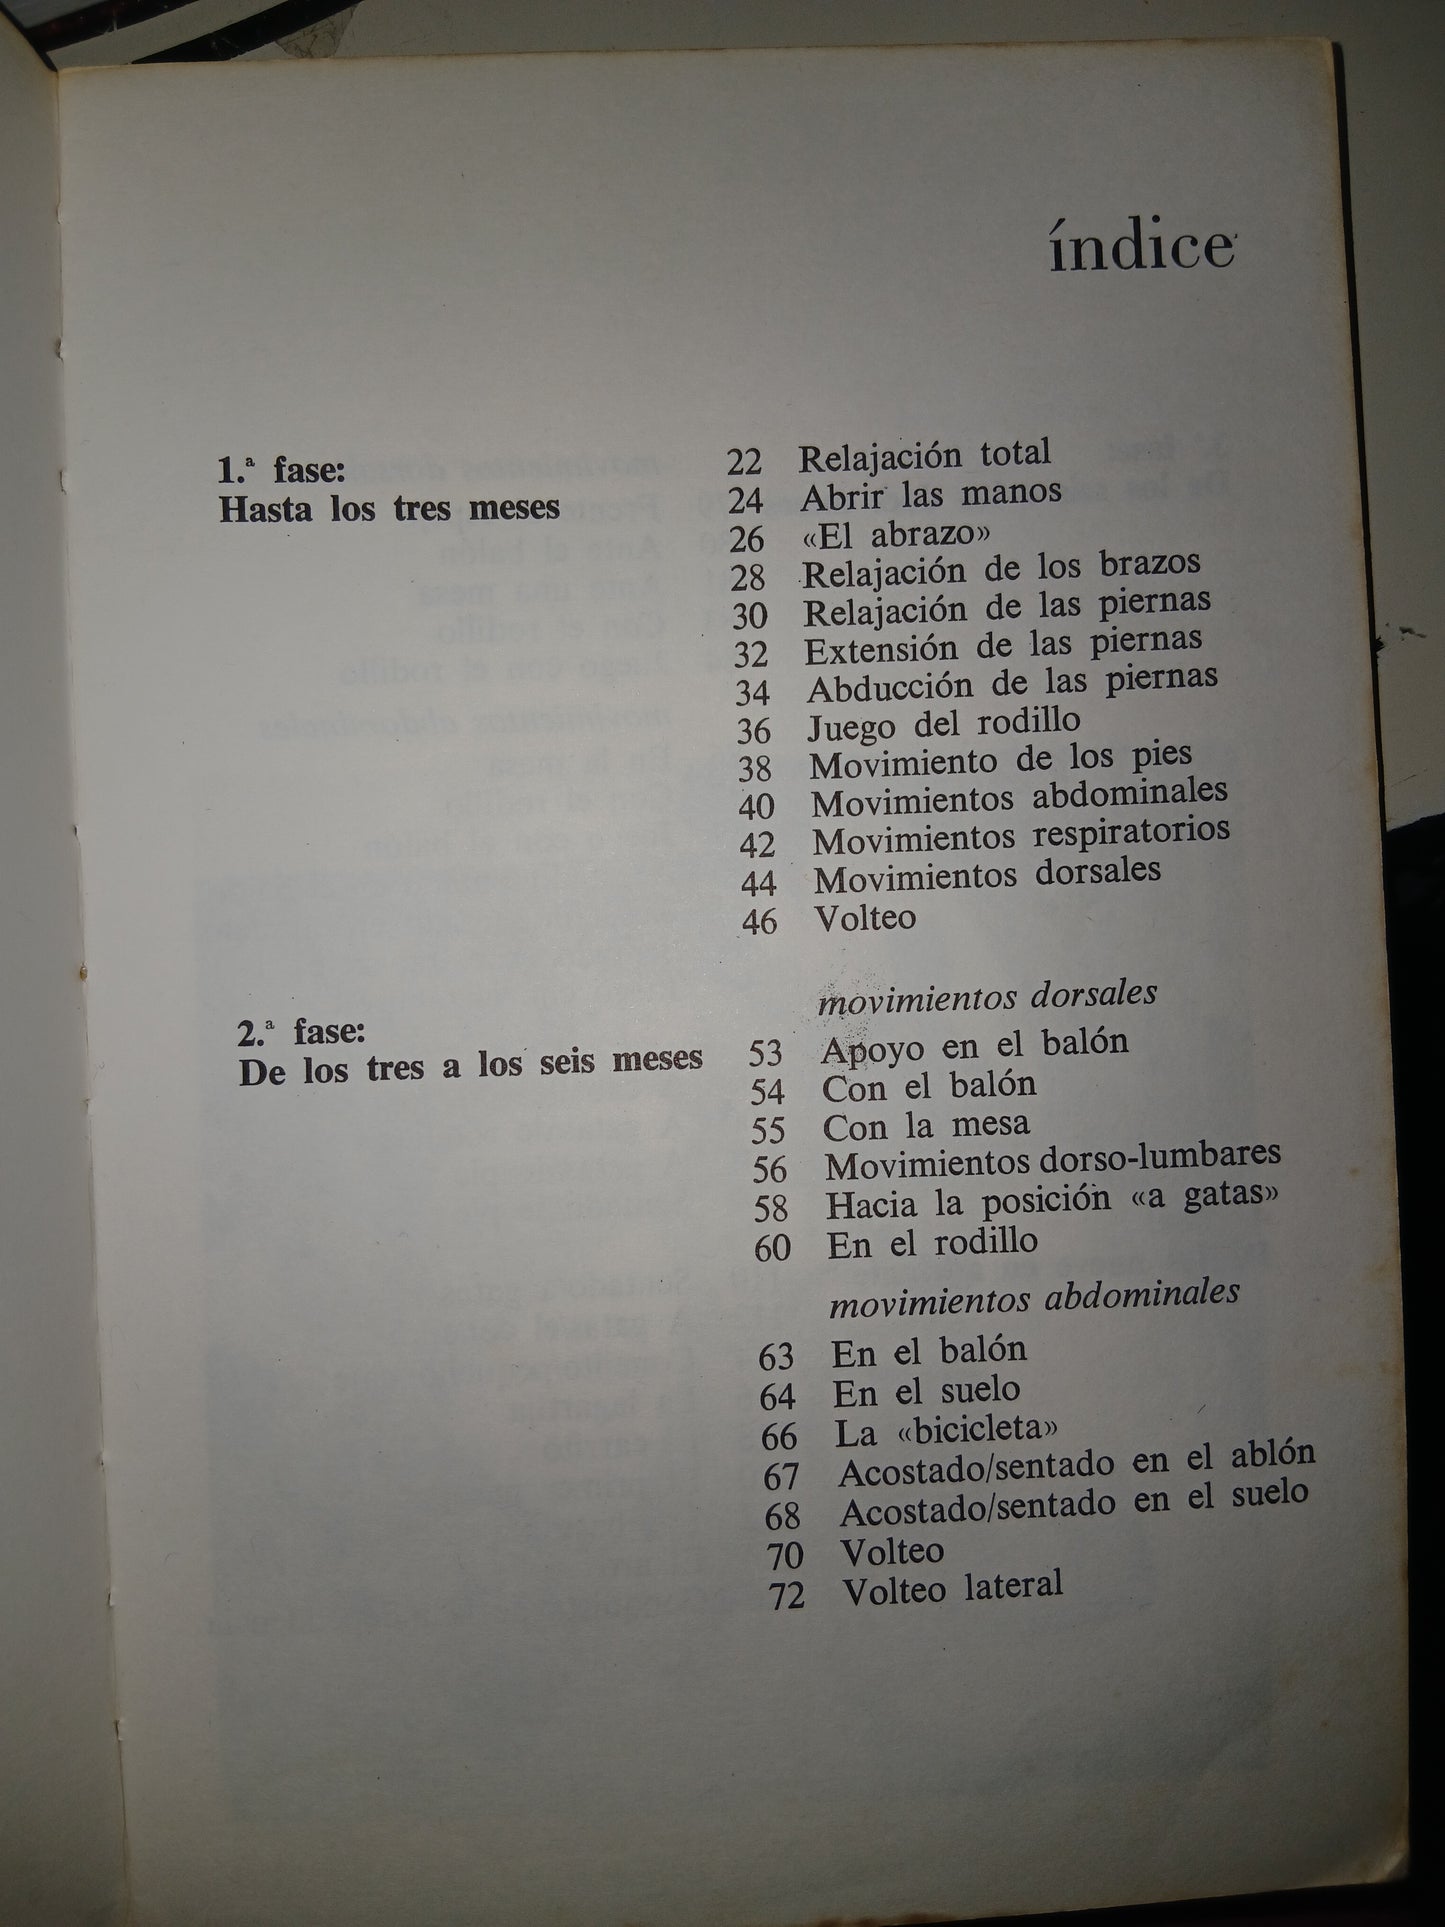 índice
1.ª fase:
Hasta los tres meses
22 Relajación total
24 Abrir las manos
26 «El abrazo»
28 Relajación de los brazos
30 Relajación de las piernas
32 Extensión de las piernas
34 Abducción de las piernas
36 Juego del rodillo
38 Movimiento de los pies
40 Movimientos abdominales
42 Movimientos respiratorios
44 Movimientos dorsales
46 Volteo
2.ª fase:
De los tres a los seis meses
movimientos dorsales
53 Apoyo en el balón
54 Con el balón
55 Con la mesa
56 Movimientos dorso-lumbares
58 Hacia la posición «a gatas»
60 En el rodillo
movimientos abdominales
63 En el balón
64 En el suelo
66 La «bicicleta»
67 Acostado/sentado en el ablón
68 Acostado/sentado en el suelo
70 Volteo
72 Volteo lateral